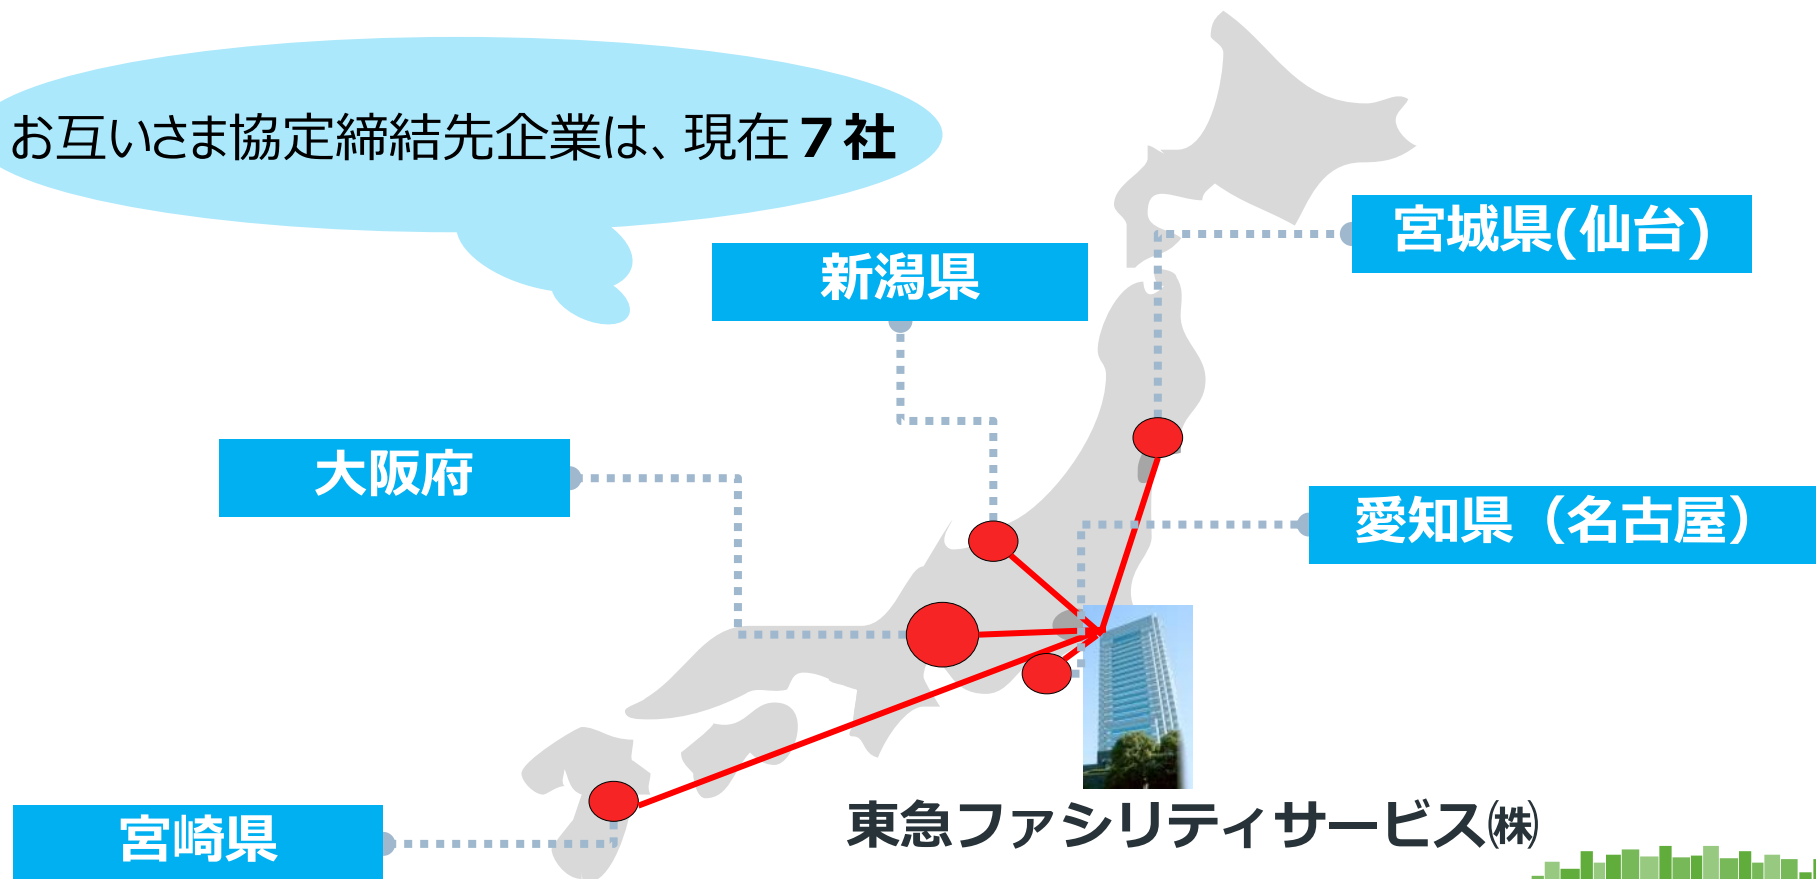 お互いさま協定締結先企業は、現在７社
宮城県(仙台)
新潟県
大阪府
愛知県（名古屋）
宮崎県
東急ファシリティサービス㈱